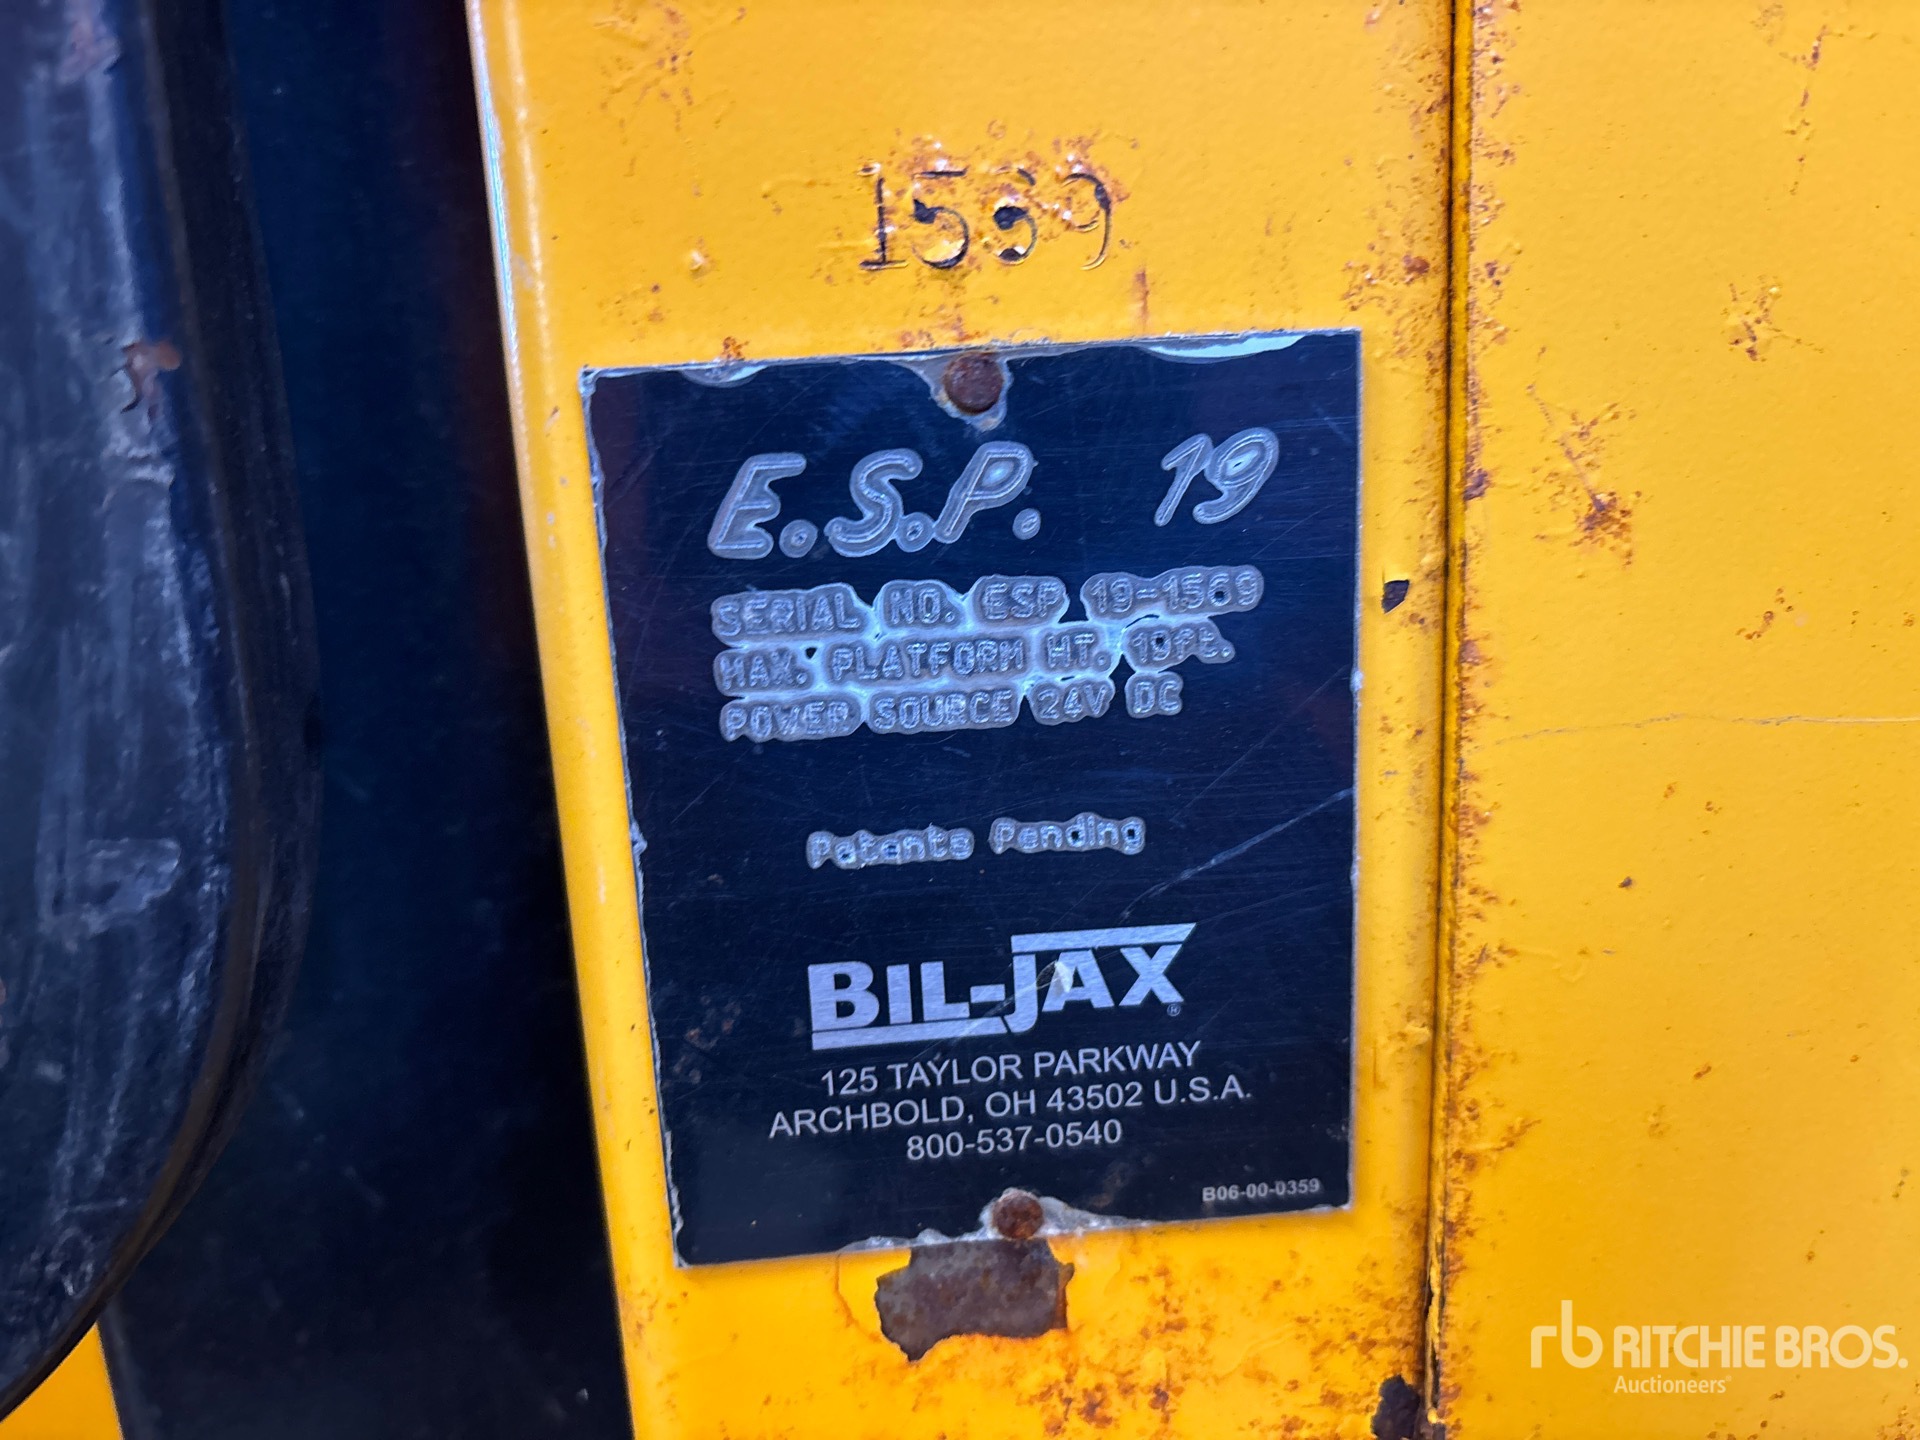 1569
E.S.P. 19
SERIAL NO. ESP 19-1569
MAX. PLATFORM HT. 19ft.
POWER SOURCE 24V DC
Patents Pending
BIL-JAX®
125 TAYLOR PARKWAY
ARCHBOLD, OH 43502 U.S.A.
800-537-0540
B06-00-0359
rb RITCHIE BROS.
Auctioneers